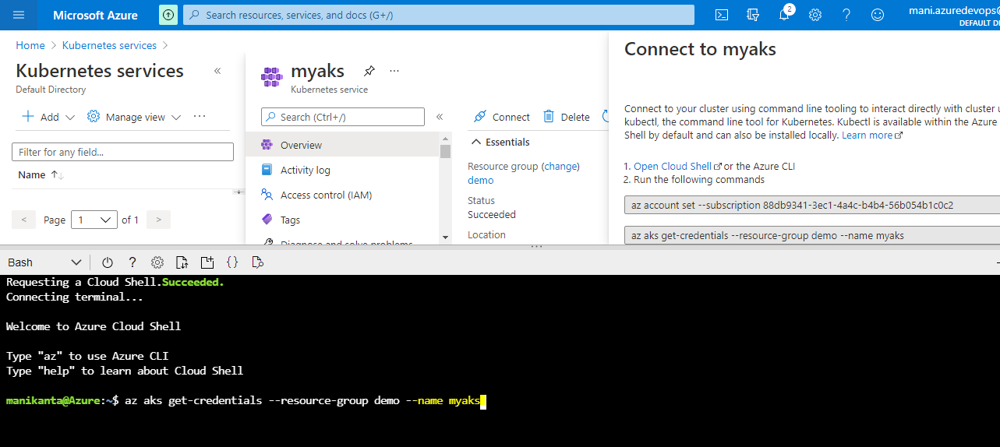 Microsoft Azure
Search resources, services, and docs (G+/)
2
mani.azuredevops@
DEFAULT DI
Home > Kubernetes services >
Kubernetes services
Default Directory
Add
Manage view
Filter for any field...
Name
< Page 1 of 1 >
myaks
Kubernetes service
Search (Ctrl+/)
Overview
Activity log
Access control (IAM)
Tags
Diagnose and solve problems
Connect
Delete
Essentials
Resource group (change)
demo
Status
Succeeded
Location
Connect to myaks
Connect to your cluster using command line tooling to interact directly with cluster u
kubectl, the command line tool for Kubernetes. Kubectl is available within the Azure
Shell by default and can also be installed locally. Learn more
1. Open Cloud Shell or the Azure CLI
2. Run the following commands
az account set --subscription 88db9341-3ec1-4a4c-b4b4-56b054b1c0c2
az aks get-credentials --resource-group demo --name myaks
Bash
Requesting a Cloud Shell.Succeeded.
Connecting terminal...
Welcome to Azure Cloud Shell
Type "az" to use Azure CLI
Type "help" to learn about Cloud Shell
manikanta@Azure:~$ az aks get-credentials --resource-group demo --name myaks